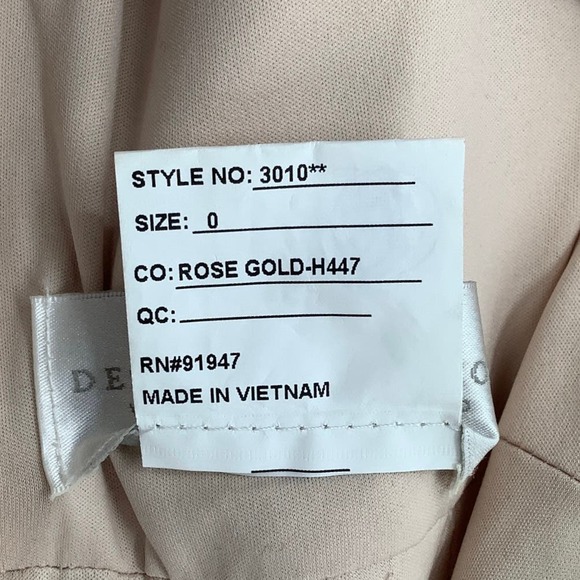 STYLE NO: 3010**
SIZE: 0
CO: ROSE GOLD-H447
QC:
RN#91947
MADE IN VIETNAM